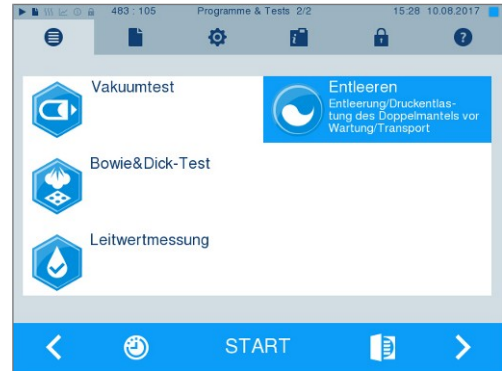 483 : 105 Programme & Tests 2/2 15:28 10.08.2017
Vakuumtest
Entleeren
Entleerung/Druckentlas-
tung des Doppelmantels vor
Wartung/Transport
Bowie&Dick-Test
Leitwertmessung
START